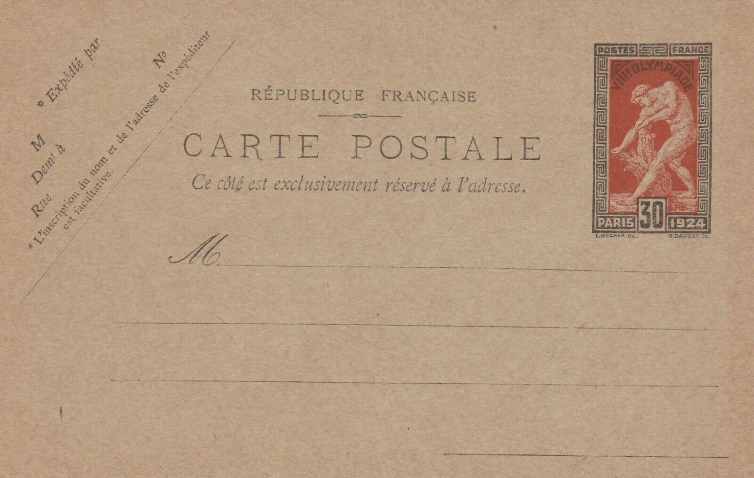 * Expédié par
M
Nº
Demt à
Rue
* L'inscription du nom et de l'adresse de l'expéditeur
est facultative.
RÉPUBLIQUE FRANÇAISE
CARTE POSTALE
Ce côté est exclusivement réservé à l'adresse.
M
POSTES FRANCE
VIIIE OLYMPIADE
PARIS 30 1924